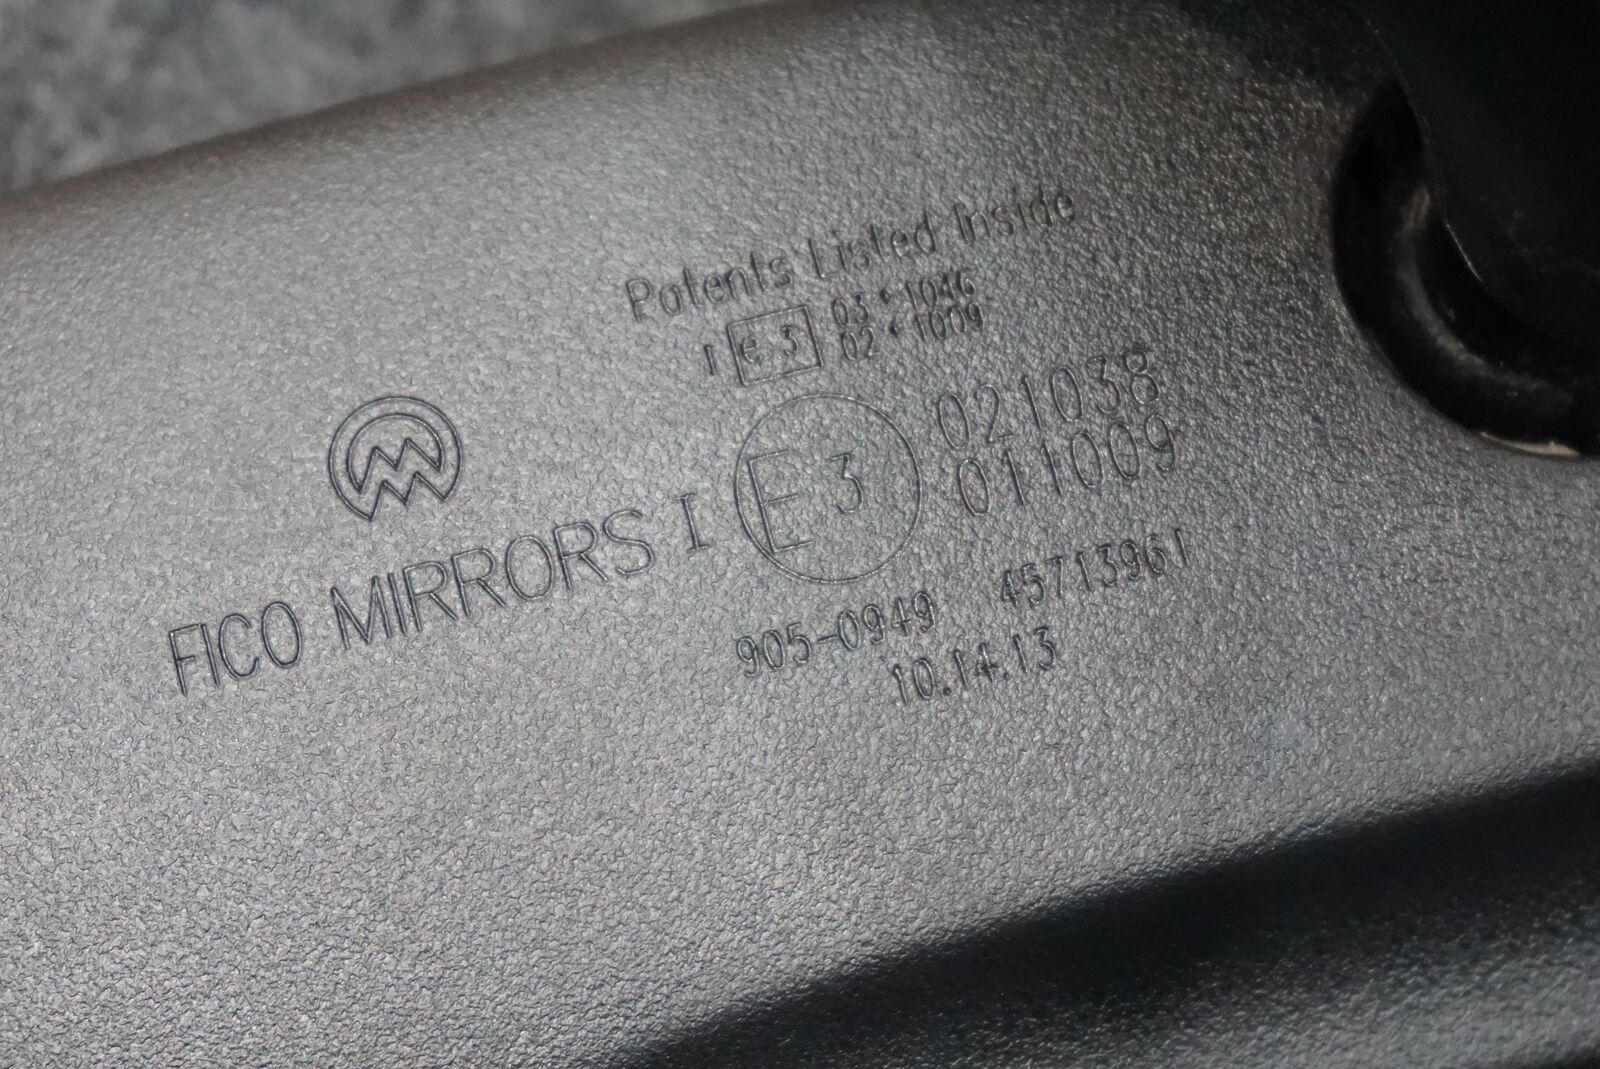 Patents Listed Inside
I e3 03*1046
02*1009
E3 021038
011009
FICO MIRRORS I
905-0949 45713961
10.14.13